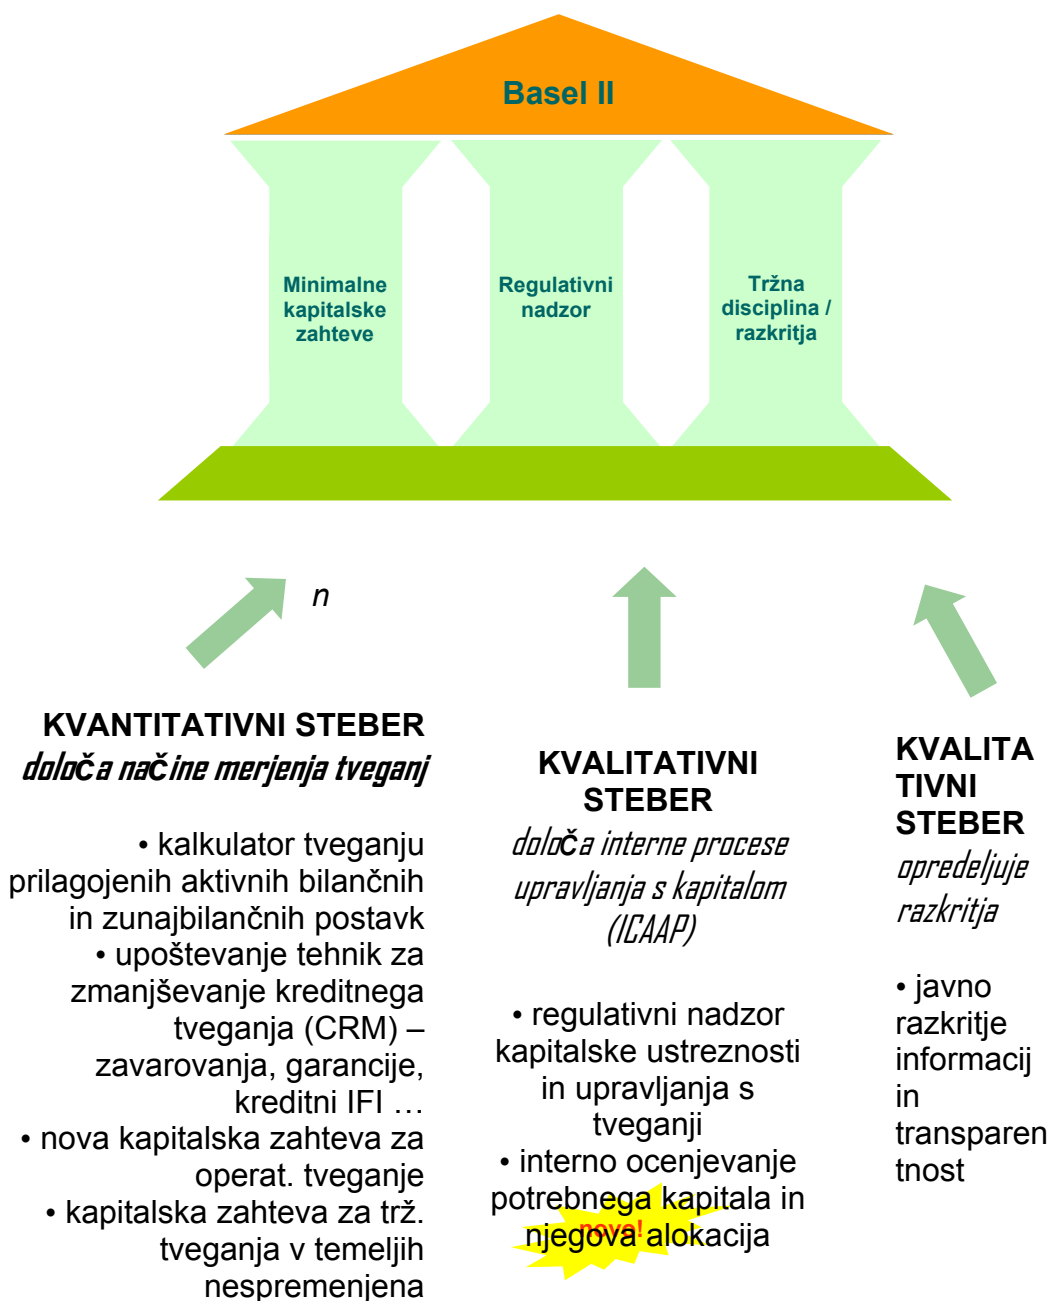 Basel II
Minimalne
kapitalske
zahteve
Regulativni
nadzor
Tržna
disciplina /
razkritja
n
KVANTITATIVNI STEBER
določa načine merjenja tveganj
• kalkulator tveganju
prilagojenih aktivnih bilančnih
in zunajbilančnih postavk
• upoštevanje tehnik za
zmanjševanje kreditnega
tveganja (CRM) –
zavarovanja, garancije,
kreditni IFI …
• nova kapitalska zahteva za
operat. tveganje
• kapitalska zahteva za trž.
tveganja v temeljih
nespremenjena
KVALITATIVNI
STEBER
določa interne procese
upravljanja s kapitalom
(ICAAP)
• regulativni nadzor
kapitalske ustreznosti
in upravljanja s
tveganji
• interno ocenjevanje
potrebnega kapitala in
njegova alokacija
novo!
KVALITA
TIVNI
STEBER
opredeljuje
razkritja
• javno
razkritje
informacij
in
transparen
tnost